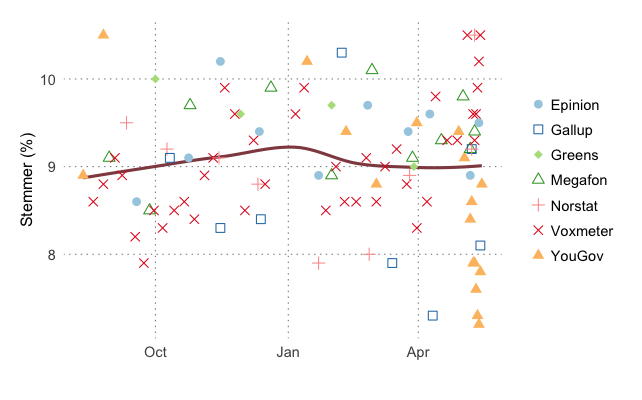 Stemmer (%)
10
9
8
Oct
Jan
Apr
Epinion
Gallup
Greens
Megafon
Norstat
Voxmeter
YouGov